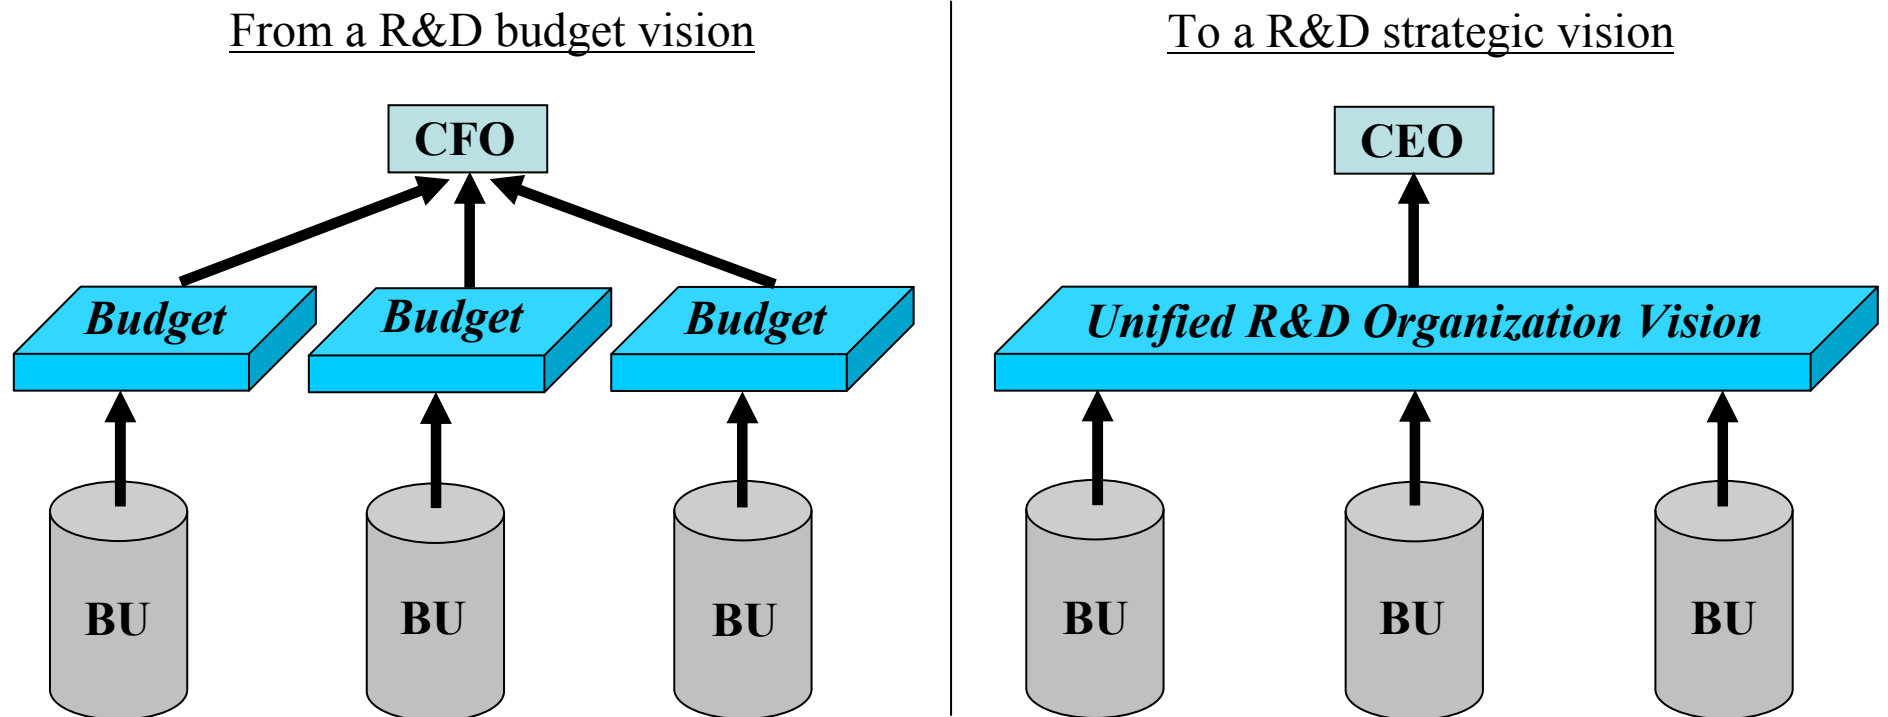 From a R&D budget vision
CFO
Budget
Budget
Budget
BU
BU
BU
To a R&D strategic vision
CEO
Unified R&D Organization Vision
BU
BU
BU